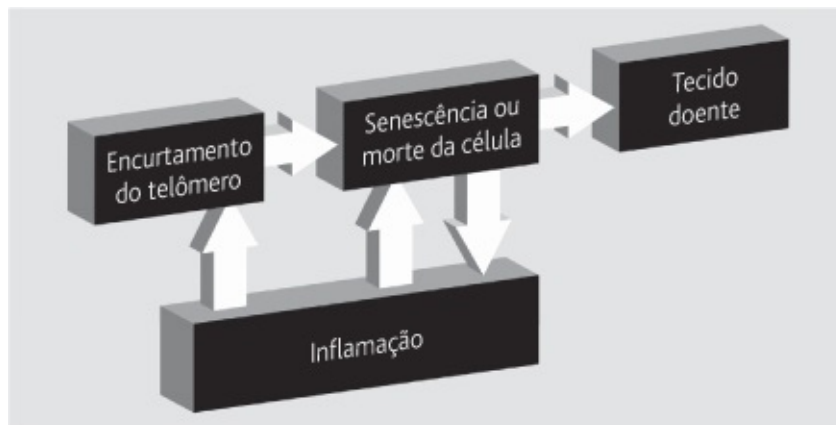 Encurtamento
do telômero
Senescência ou
morte da célula
Tecido
doente
Inflamação